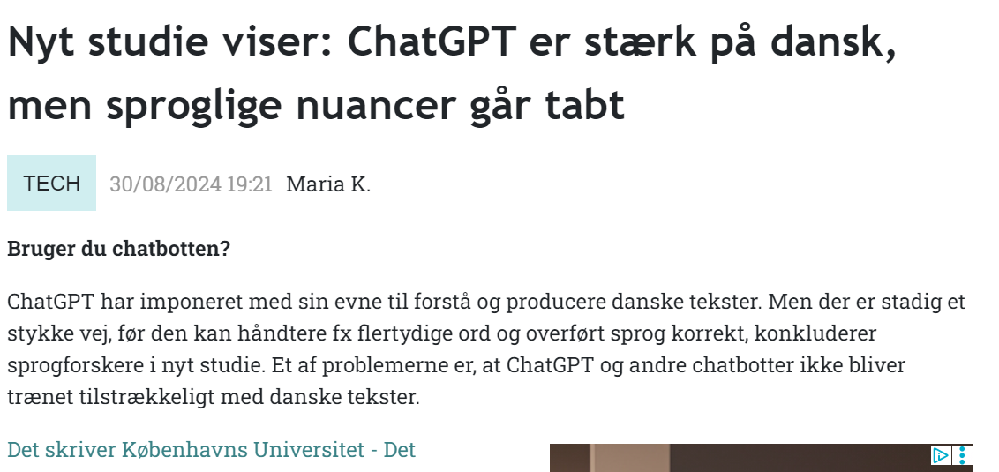 Nyt studie viser: ChatGPT er stærk på dansk,
men sproglige nuancer går tabt
TECH 30/08/2024 19:21 Maria K.
Bruger du chatbotten?
ChatGPT har imponeret med sin evne til forstå og producere danske tekster. Men der er stadig et
stykke vej, før den kan håndtere fx flertydige ord og overført sprog korrekt, konkluderer
sprogforskere i nyt studie. Et af problemerne er, at ChatGPT og andre chatbotter ikke bliver
trænet tilstrækkeligt med danske tekster.
Det skriver Københavns Universitet - Det